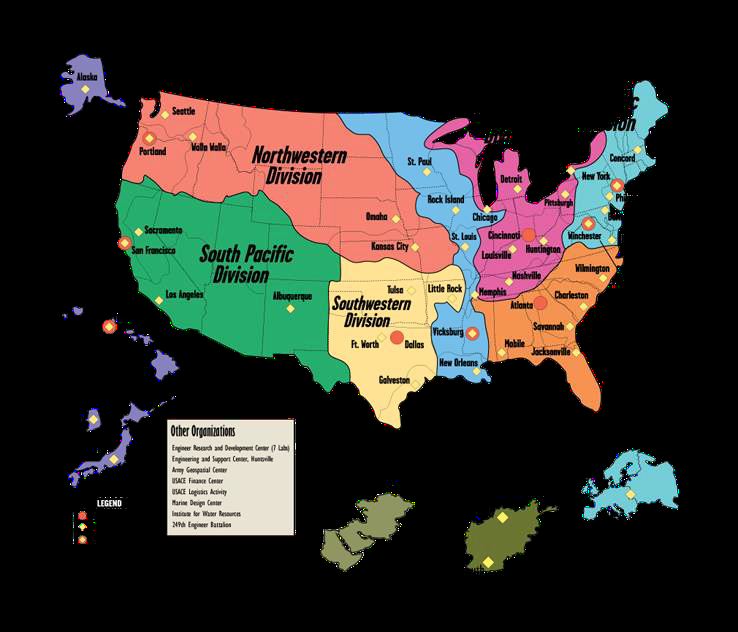 Alaska
Seattle
Portland
Walla Walla
Northwestern
Division
St. Paul
Detroit
Concord
New York
Pittsburgh
Rock Island
Chicago
Omaha
Kansas City
St. Louis
Cincinnati
Louisville
Huntington
Winchester
Sacramento
San Francisco
South Pacific
Division
Los Angeles
Albuquerque
Tulsa
Little Rock
Southwestern
Division
Ft. Worth
Dallas
Galveston
Memphis
Nashville
Wilmington
Atlanta
Charleston
Savannah
Vicksburg
Mobile
Jacksonville
New Orleans
Other Organizations
Engineer Research and Development Center (7 Labs)
Engineering and Support Center, Huntsville
Army Geospatial Center
USACE Finance Center
USACE Logistics Activity
Marine Design Center
Institute for Water Resources
249th Engineer Battalion
LEGEND